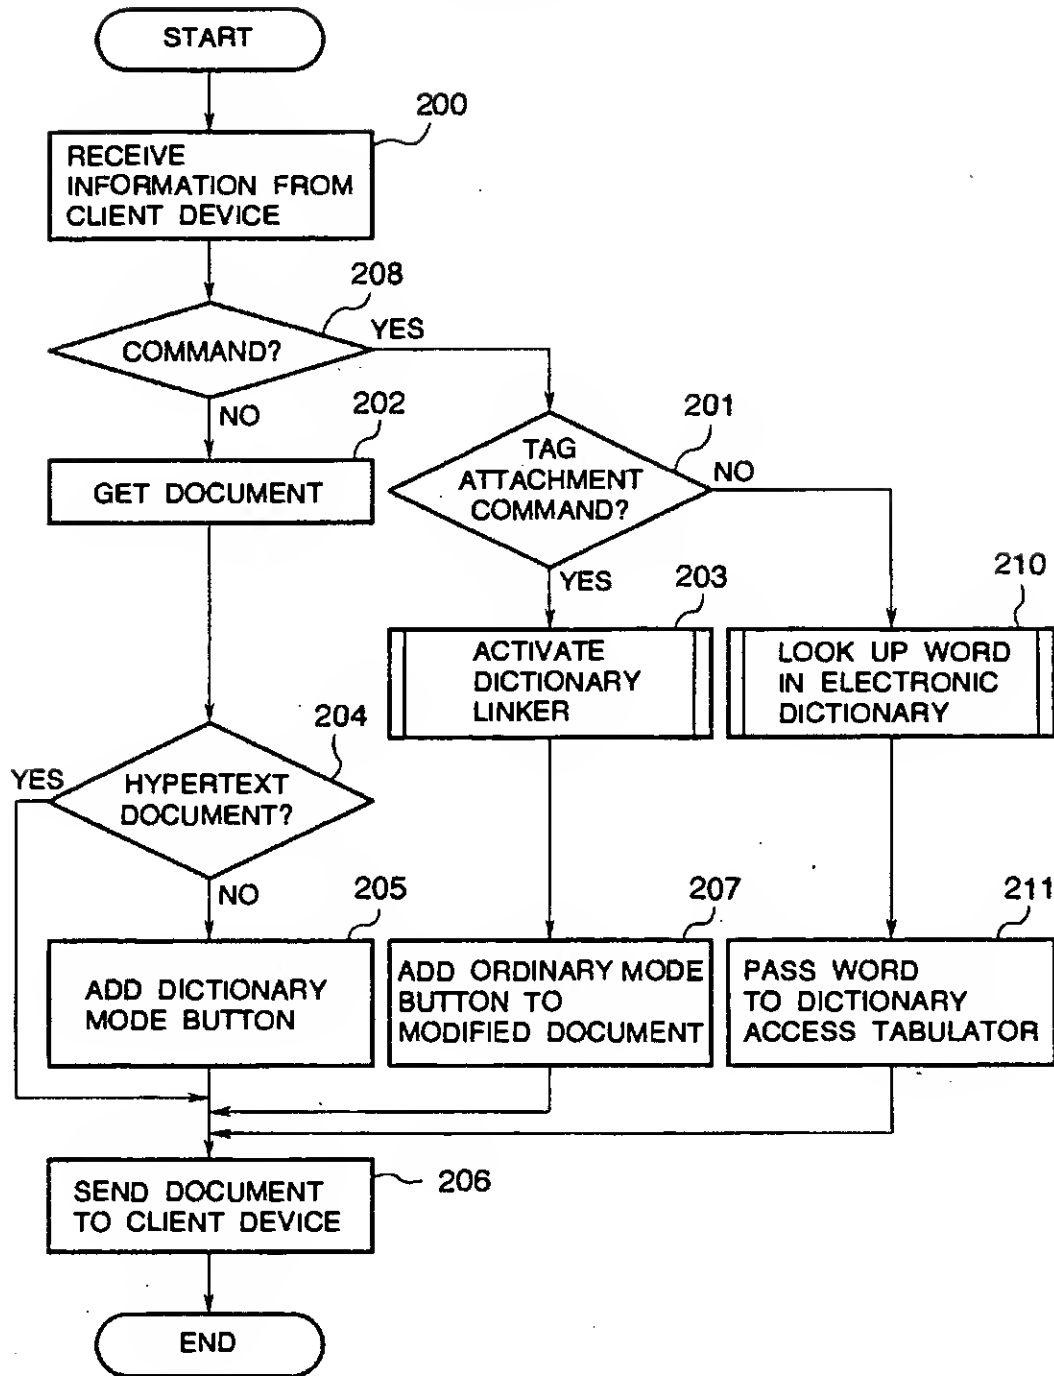 START
200
RECEIVE
INFORMATION FROM
CLIENT DEVICE
208
COMMAND?
YES
NO
202
GET DOCUMENT
201
TAG
ATTACHMENT
COMMAND?
NO
YES
203
ACTIVATE
DICTIONARY
LINKER
210
LOOK UP WORD
IN ELECTRONIC
DICTIONARY
204
YES
HYPERTEXT
DOCUMENT?
NO
205
ADD DICTIONARY
MODE BUTTON
207
ADD ORDINARY MODE
BUTTON TO
MODIFIED DOCUMENT
211
PASS WORD
TO DICTIONARY
ACCESS TABULATOR
SEND DOCUMENT
TO CLIENT DEVICE
206
END